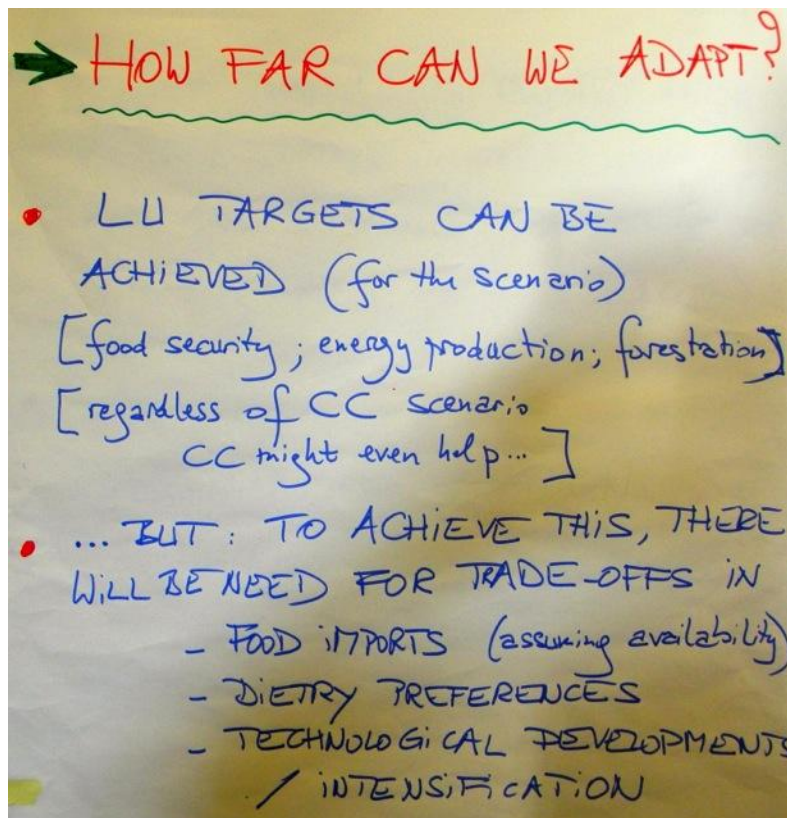 HOW FAR CAN WE ADAPT?
LU TARGETS CAN BE
ACHiEVED (for the scenario)
[food security; energy production; forestation]
[regardless of CC scenario
CC might even help...]
... BUT: TO ACHiEVE THiS, THERE
WiLL BE NEED FOR TRADE-OFFS iN
- FOOD iMPORTS (assuming availability)
- DiETRY PREFERENCES
- TECHNOLOGiCAL DEVELOPMENTS
/ iNTENSiFiCATiON